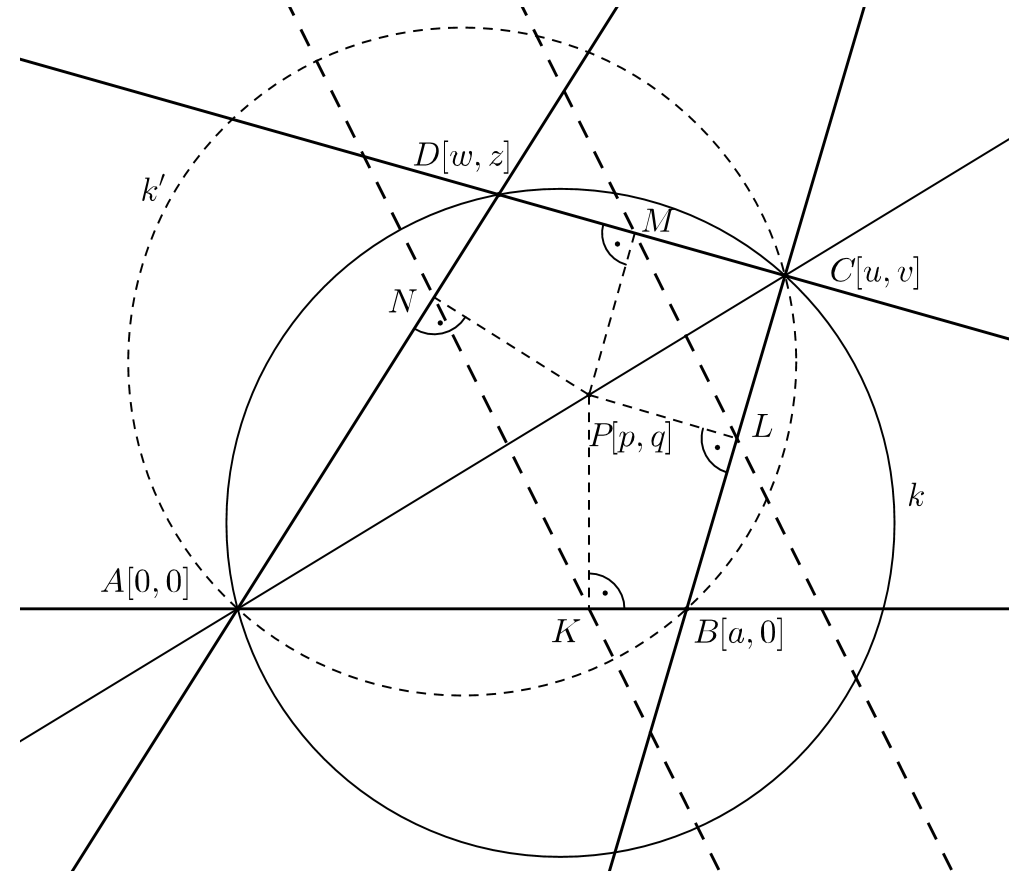 D[w, z]
k′
M
C[u, v]
N
L
P[p, q]
k
A[0, 0]
K
B[a, 0]